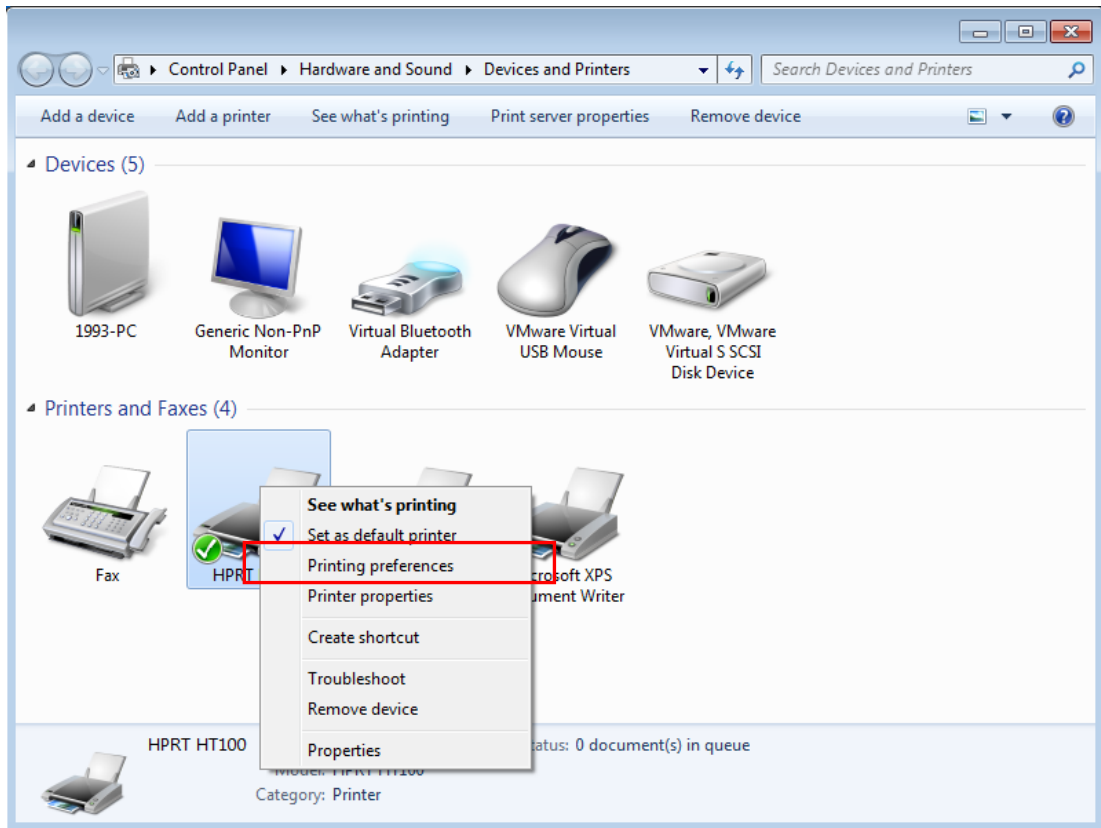 Control Panel Hardware and Sound Devices and Printers Search Devices and Printers
Add a device Add a printer See what's printing Print server properties Remove device
Devices (5)
1993-PC
Generic Non-PnP
Monitor
Virtual Bluetooth
Adapter
VMware Virtual
USB Mouse
VMware, VMware
Virtual S SCSI
Disk Device
Printers and Faxes (4)
Fax
HPRT
See what's printing
Set as default printer
Printing preferences
Printer properties
Create shortcut
Troubleshoot
Remove device
Properties
crosoft XPS
ument Writer
HPRT HT100
tatus: 0 document(s) in queue
Model: HPRT HT100
Category: Printer